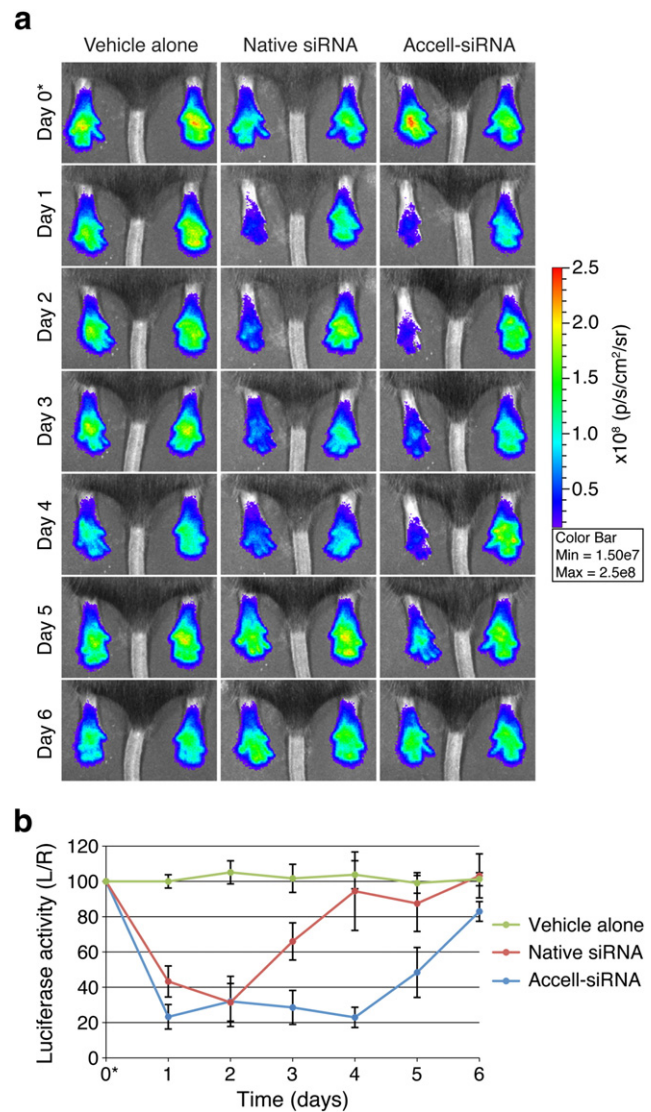 a
Vehicle alone Native siRNA Accell-siRNA
Day 0*
Day 1
Day 2
Day 3
Day 4
Day 5
Day 6
2.5
2.0
1.5
1.0
0.5
x10⁸ (p/s/cm²/sr)
Color Bar
Min = 1.50e7
Max = 2.5e8
b
120
100
80
60
40
20
0
Luciferase activity (L/R)
0* 1 2 3 4 5 6
Time (days)
Vehicle alone
Native siRNA
Accell-siRNA